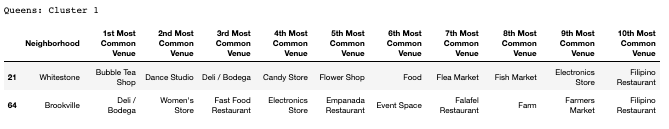 Queens: Cluster 1
Neighborhood 1st Most Common Venue 2nd Most Common Venue 3rd Most Common Venue 4th Most Common Venue 5th Most Common Venue 6th Most Common Venue 7th Most Common Venue 8th Most Common Venue 9th Most Common Venue 10th Most Common Venue
21 Whitestone Bubble Tea Shop Dance Studio Deli / Bodega Candy Store Flower Shop Food Flea Market Fish Market Electronics Store Filipino Restaurant
64 Brookville Deli / Bodega Women's Store Fast Food Restaurant Electronics Store Empanada Restaurant Event Space Falafel Restaurant Farm Farmers Market Filipino Restaurant